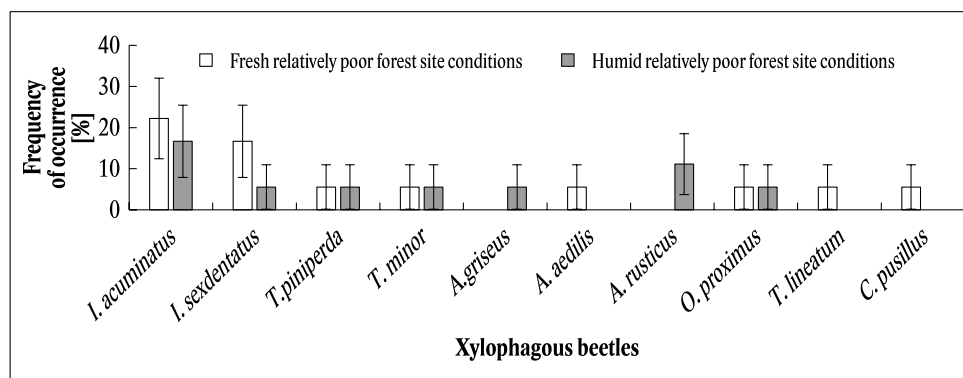 Frequency
of occurrence
[%]
40
30
20
10
0
Fresh relatively poor forest site conditions
Humid relatively poor forest site conditions
I. acuminatus
I. sexdentatus
T.piniperda
T. minor
A.griseus
A. aedilis
A. rusticus
O. proximus
T. lineatum
C. pusillus
Xylophagous beetles